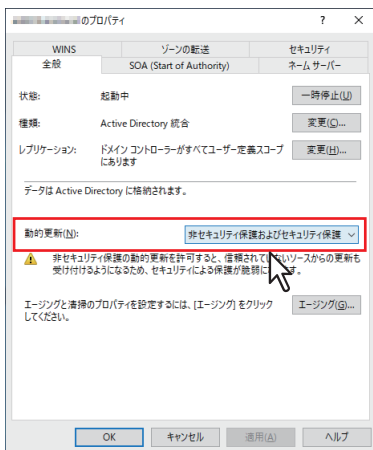 のプロパティ
?
×
WINS
ゾーンの転送
セキュリティ
全般
SOA (Start of Authority)
ネーム サーバー
状態:
起動中
一時停止(U)
種類:
Active Directory 統合
変更(C)...
レプリケーション:
ドメイン コントローラーがすべてユーザー定義スコープ
にあります
変更(H)...
データは Active Directory に格納されます。
動的更新(N):
非セキュリティ保護およびセキュリティ保護
非セキュリティ保護の動的更新を許可すると、信頼されていないソースからの更新も
受け付けるようになるため、セキュリティによる保護が脆弱に す。
エージングと清掃のプロパティを設定するには、[エージング] をクリック
してください。
エージング(G)...
OK
キャンセル
適用(A)
ヘルプ